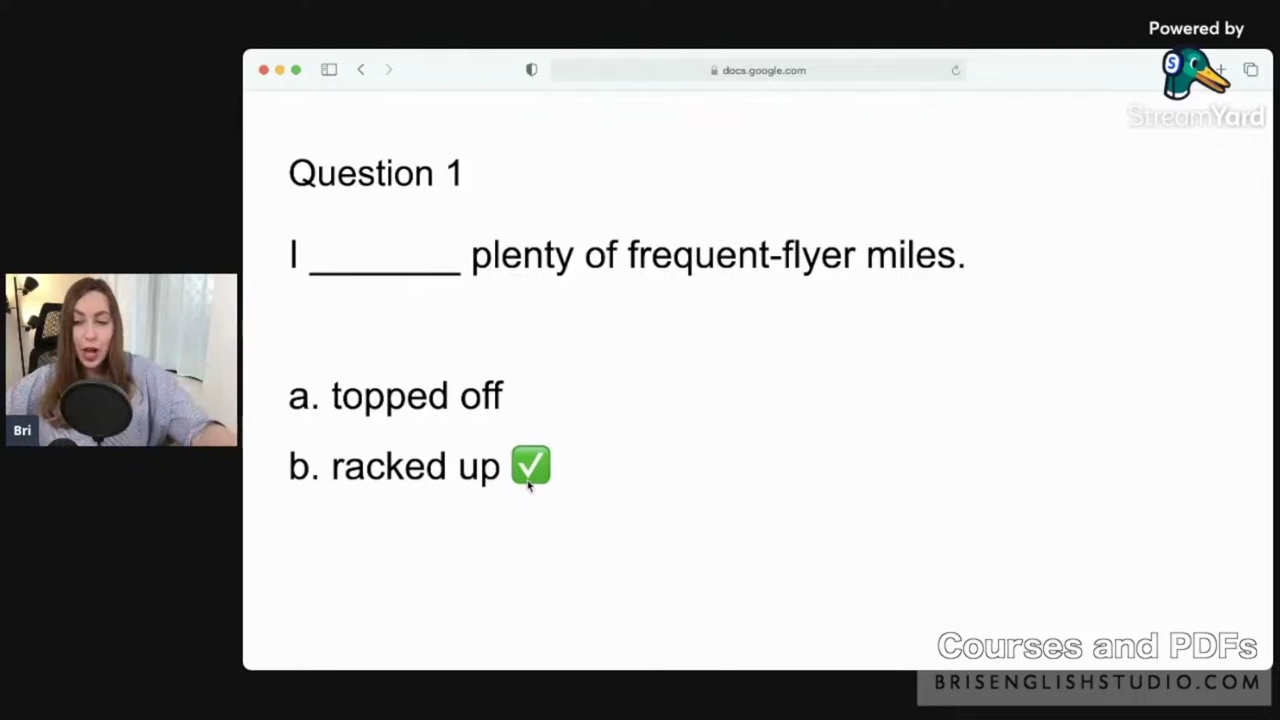 Powered by
S
StreamYard
docs.google.com
Question 1
I _______ plenty of frequent-flyer miles.
a. topped off
b. racked up ✅
Bri
Courses and PDFs
BRISENGLISHSTUDIO.COM